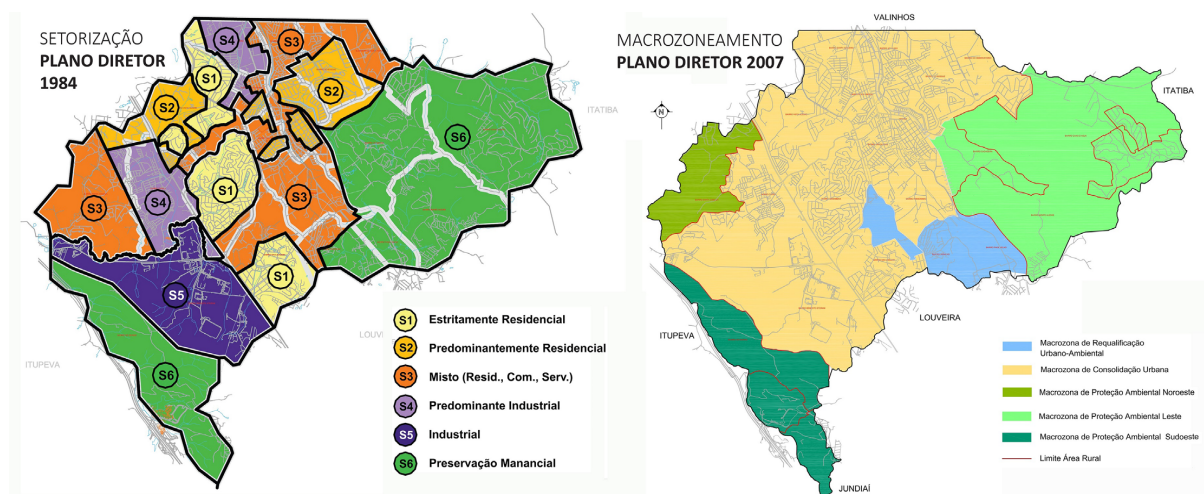 SETORIZAÇÃO
PLANO DIRETOR
1984
S4
S3
S1
S2
S2
S6
ITATIBA
S1
S3
S3
S4
S1
S5
LOUV
ITUPEVA
S6
S1 Estritamente Residencial
S2 Predominantemente Residencial
S3 Misto (Resid., Com., Serv.)
S4 Predominante Industrial
S5 Industrial
S6 Preservação Manancial
MACROZONEAMENTO
PLANO DIRETOR 2007
VALINHOS
N
ITATIBA
LOUVEIRA
ITUPEVA
JUNDIAÍ
Macrozona de Requalificação
Urbano-Ambiental
Macrozona de Consolidação Urbana
Macrozona de Proteção Ambiental Noroeste
Macrozona de Proteção Ambiental Leste
Macrozona de Proteção Ambiental Sudoeste
Limite Área Rural